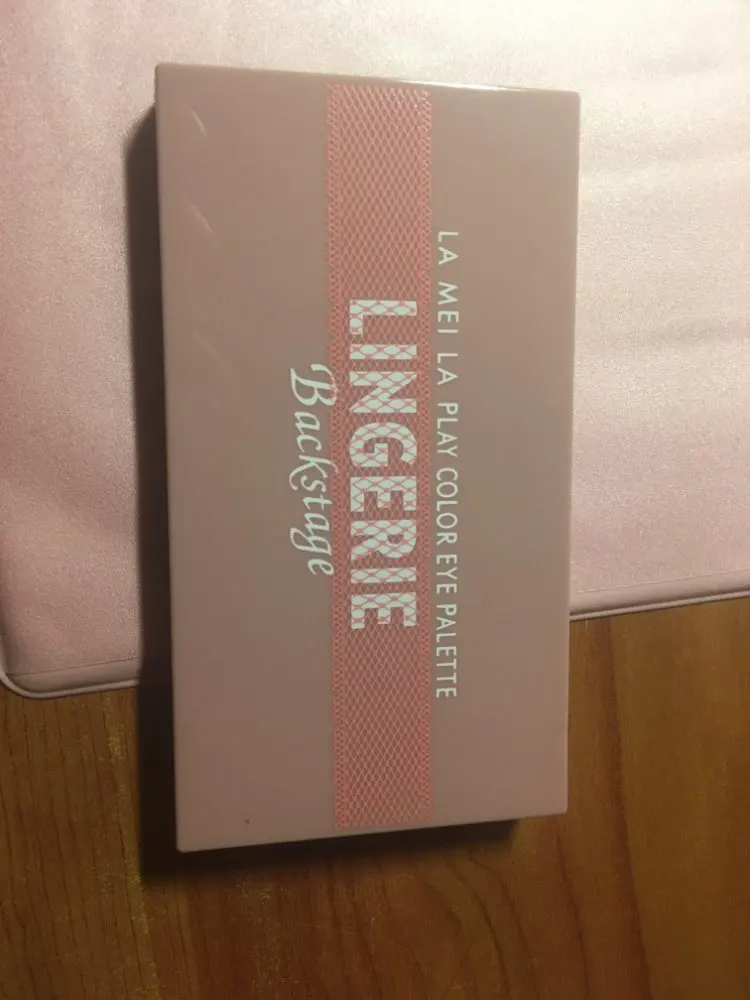 LA MEI LA PLAY COLOR EYE PALETTE
LINGERIE
Backstage